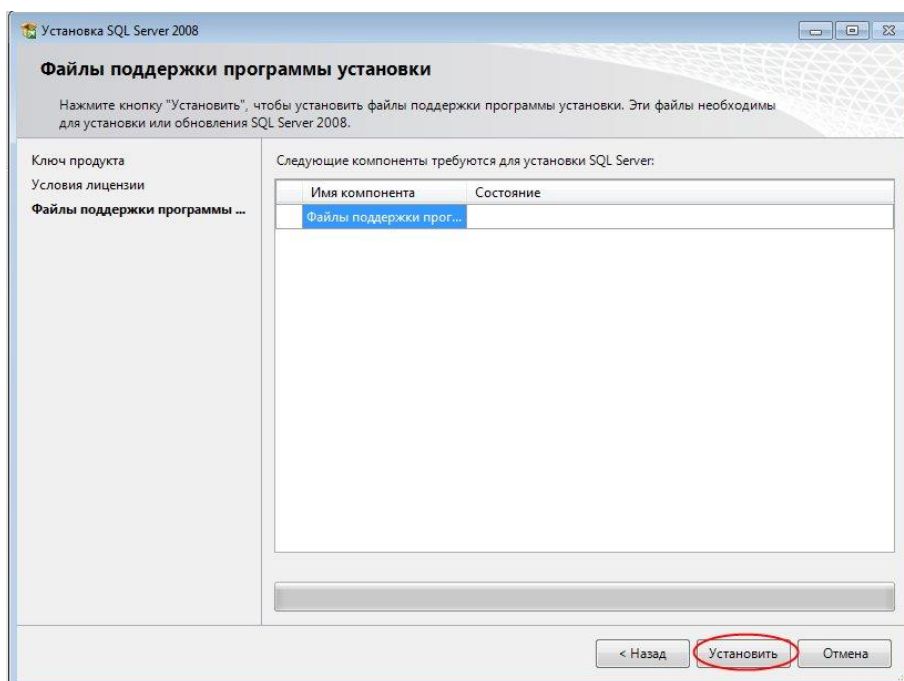 Установка SQL Server 2008
Файлы поддержки программы установки
Нажмите кнопку "Установить", чтобы установить файлы поддержки программы установки. Эти файлы необходимы
для установки или обновления SQL Server 2008.
Ключ продукта
Условия лицензии
Файлы поддержки программы ...
Следующие компоненты требуются для установки SQL Server:
Имя компонента Состояние
Файлы поддержки прог...
< Назад Установить Отмена